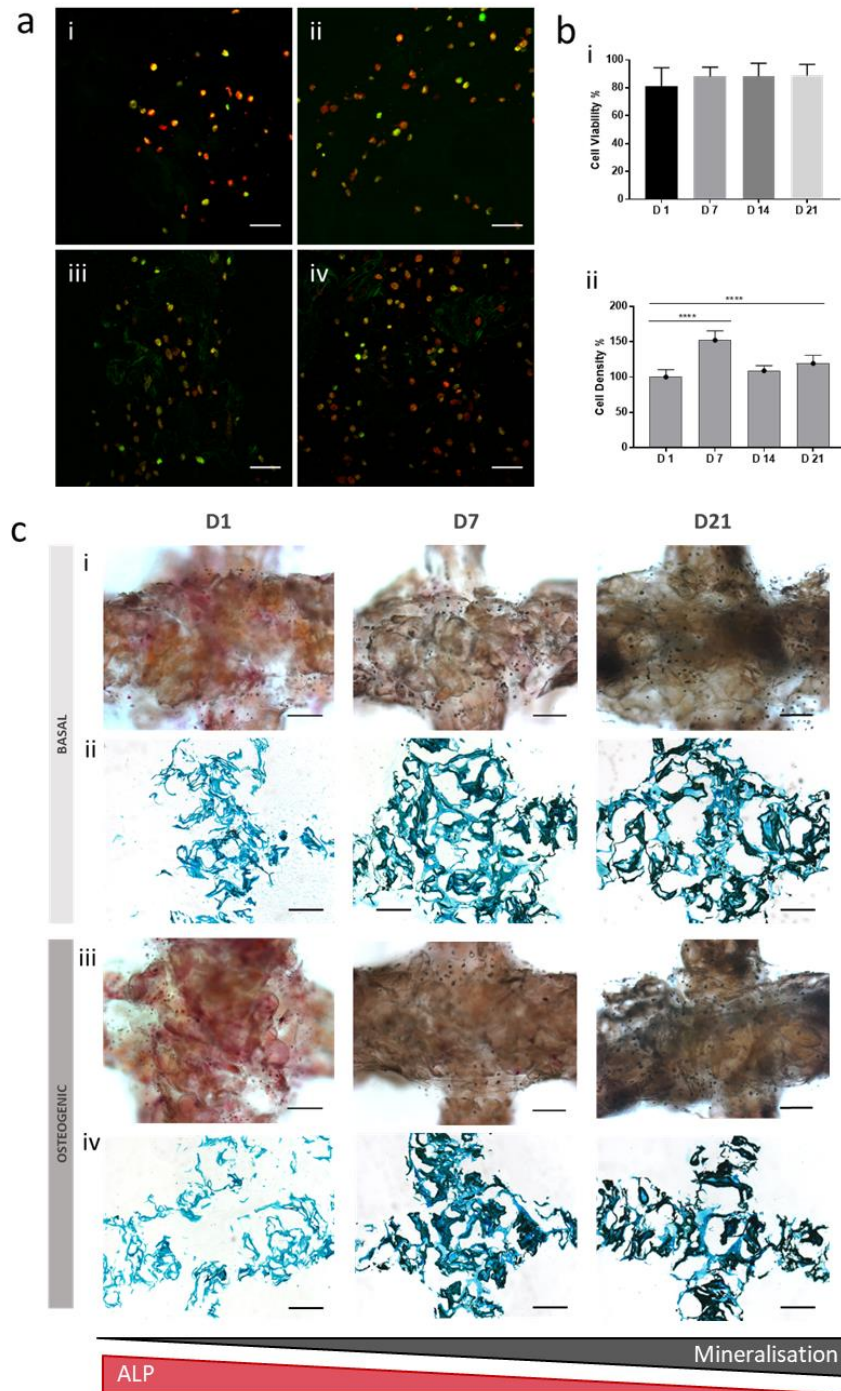 a
i
ii
iii
iv
b
i
Cell Viability %
100
80
60
40
20
0
D 1
D 7
D 14
D 21
ii
****
****
Cell Density %
200
150
100
50
0
D 1
D 7
D 14
D 21
c
D1
D7
D21
BASAL
i
ii
OSTEOGENIC
iii
iv
Mineralisation
ALP